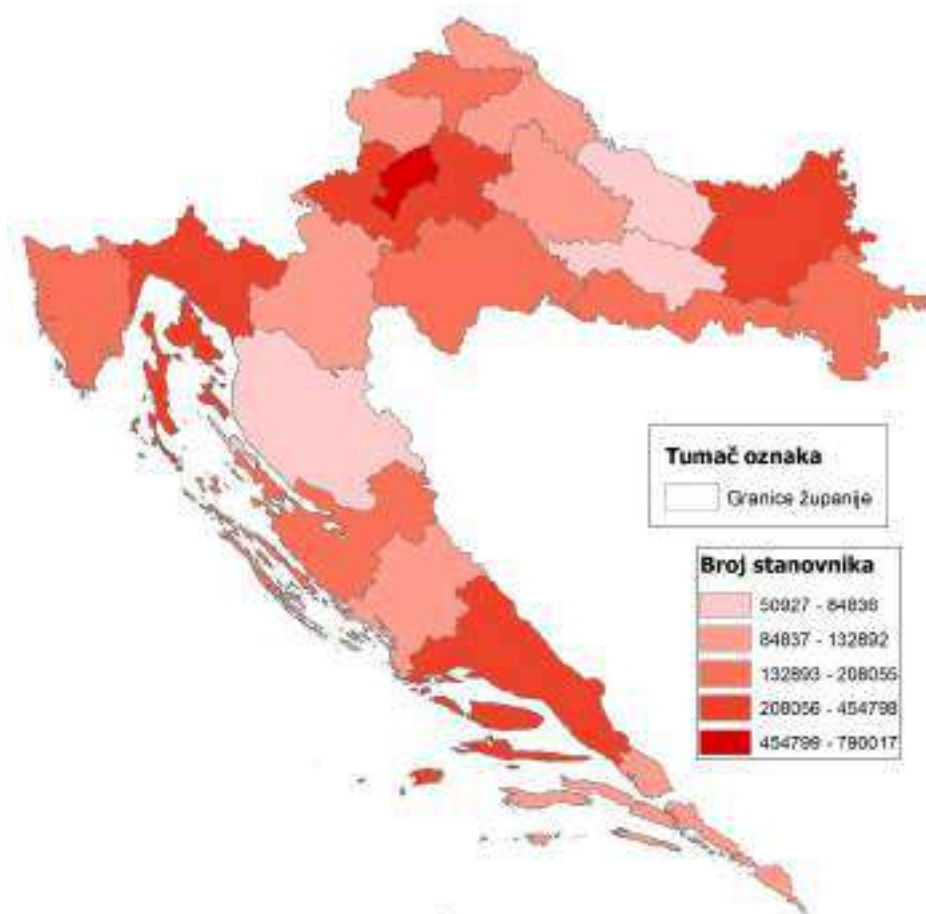 Tumač oznaka
Granice županije
Broj stanovnika
50927 - 84836
84837 - 132892
132893 - 208055
208056 - 454798
454799 - 790017